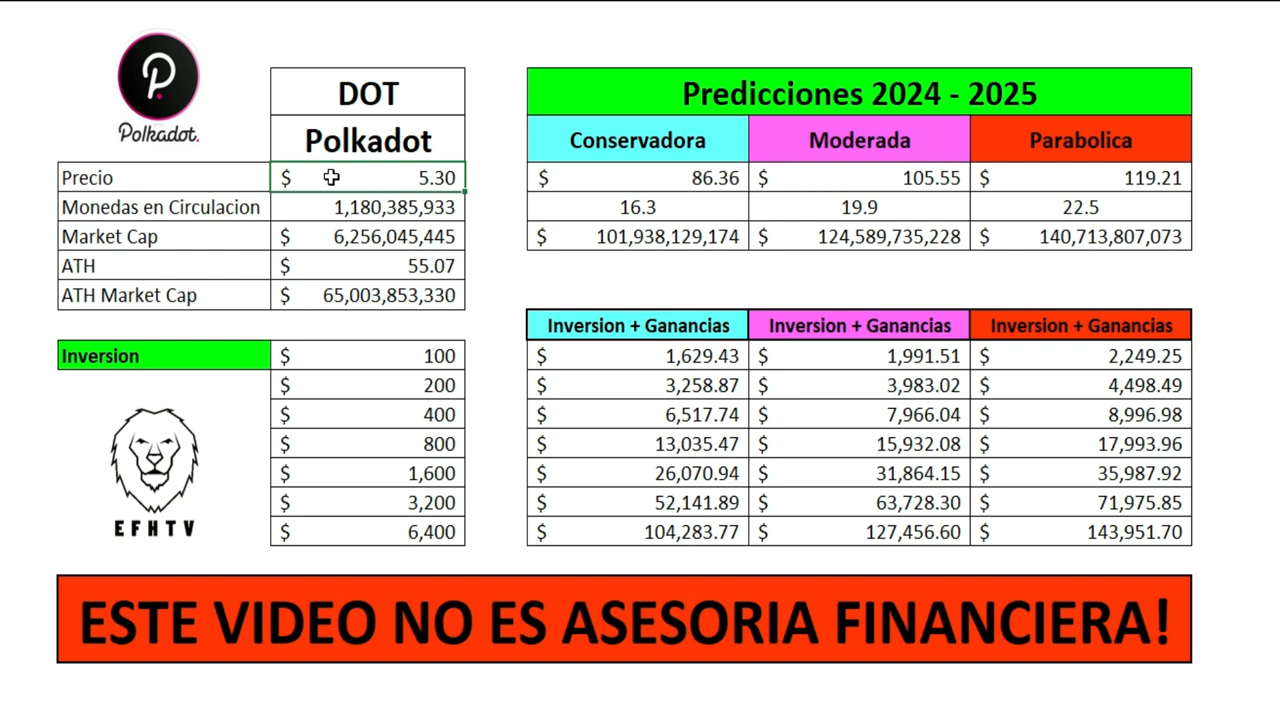 Polkadot.
DOT
Polkadot
Precio $ 5.30
Monedas en Circulacion 1,180,385,933
Market Cap $ 6,256,045,445
ATH $ 55.07
ATH Market Cap $ 65,003,853,330
Predicciones 2024 - 2025
Conservadora Moderada Parabolica
$ 86.36 $ 105.55 $ 119.21
16.3 19.9 22.5
$ 101,938,129,174 $ 124,589,735,228 $ 140,713,807,073
Inversion + Ganancias Inversion + Ganancias Inversion + Ganancias
Inversion $ 100 $ 1,629.43 $ 1,991.51 $ 2,249.25
$ 200 $ 3,258.87 $ 3,983.02 $ 4,498.49
$ 400 $ 6,517.74 $ 7,966.04 $ 8,996.98
$ 800 $ 13,035.47 $ 15,932.08 $ 17,993.96
$ 1,600 $ 26,070.94 $ 31,864.15 $ 35,987.92
$ 3,200 $ 52,141.89 $ 63,728.30 $ 71,975.85
$ 6,400 $ 104,283.77 $ 127,456.60 $ 143,951.70
EFHTV
ESTE VIDEO NO ES ASESORIA FINANCIERA!